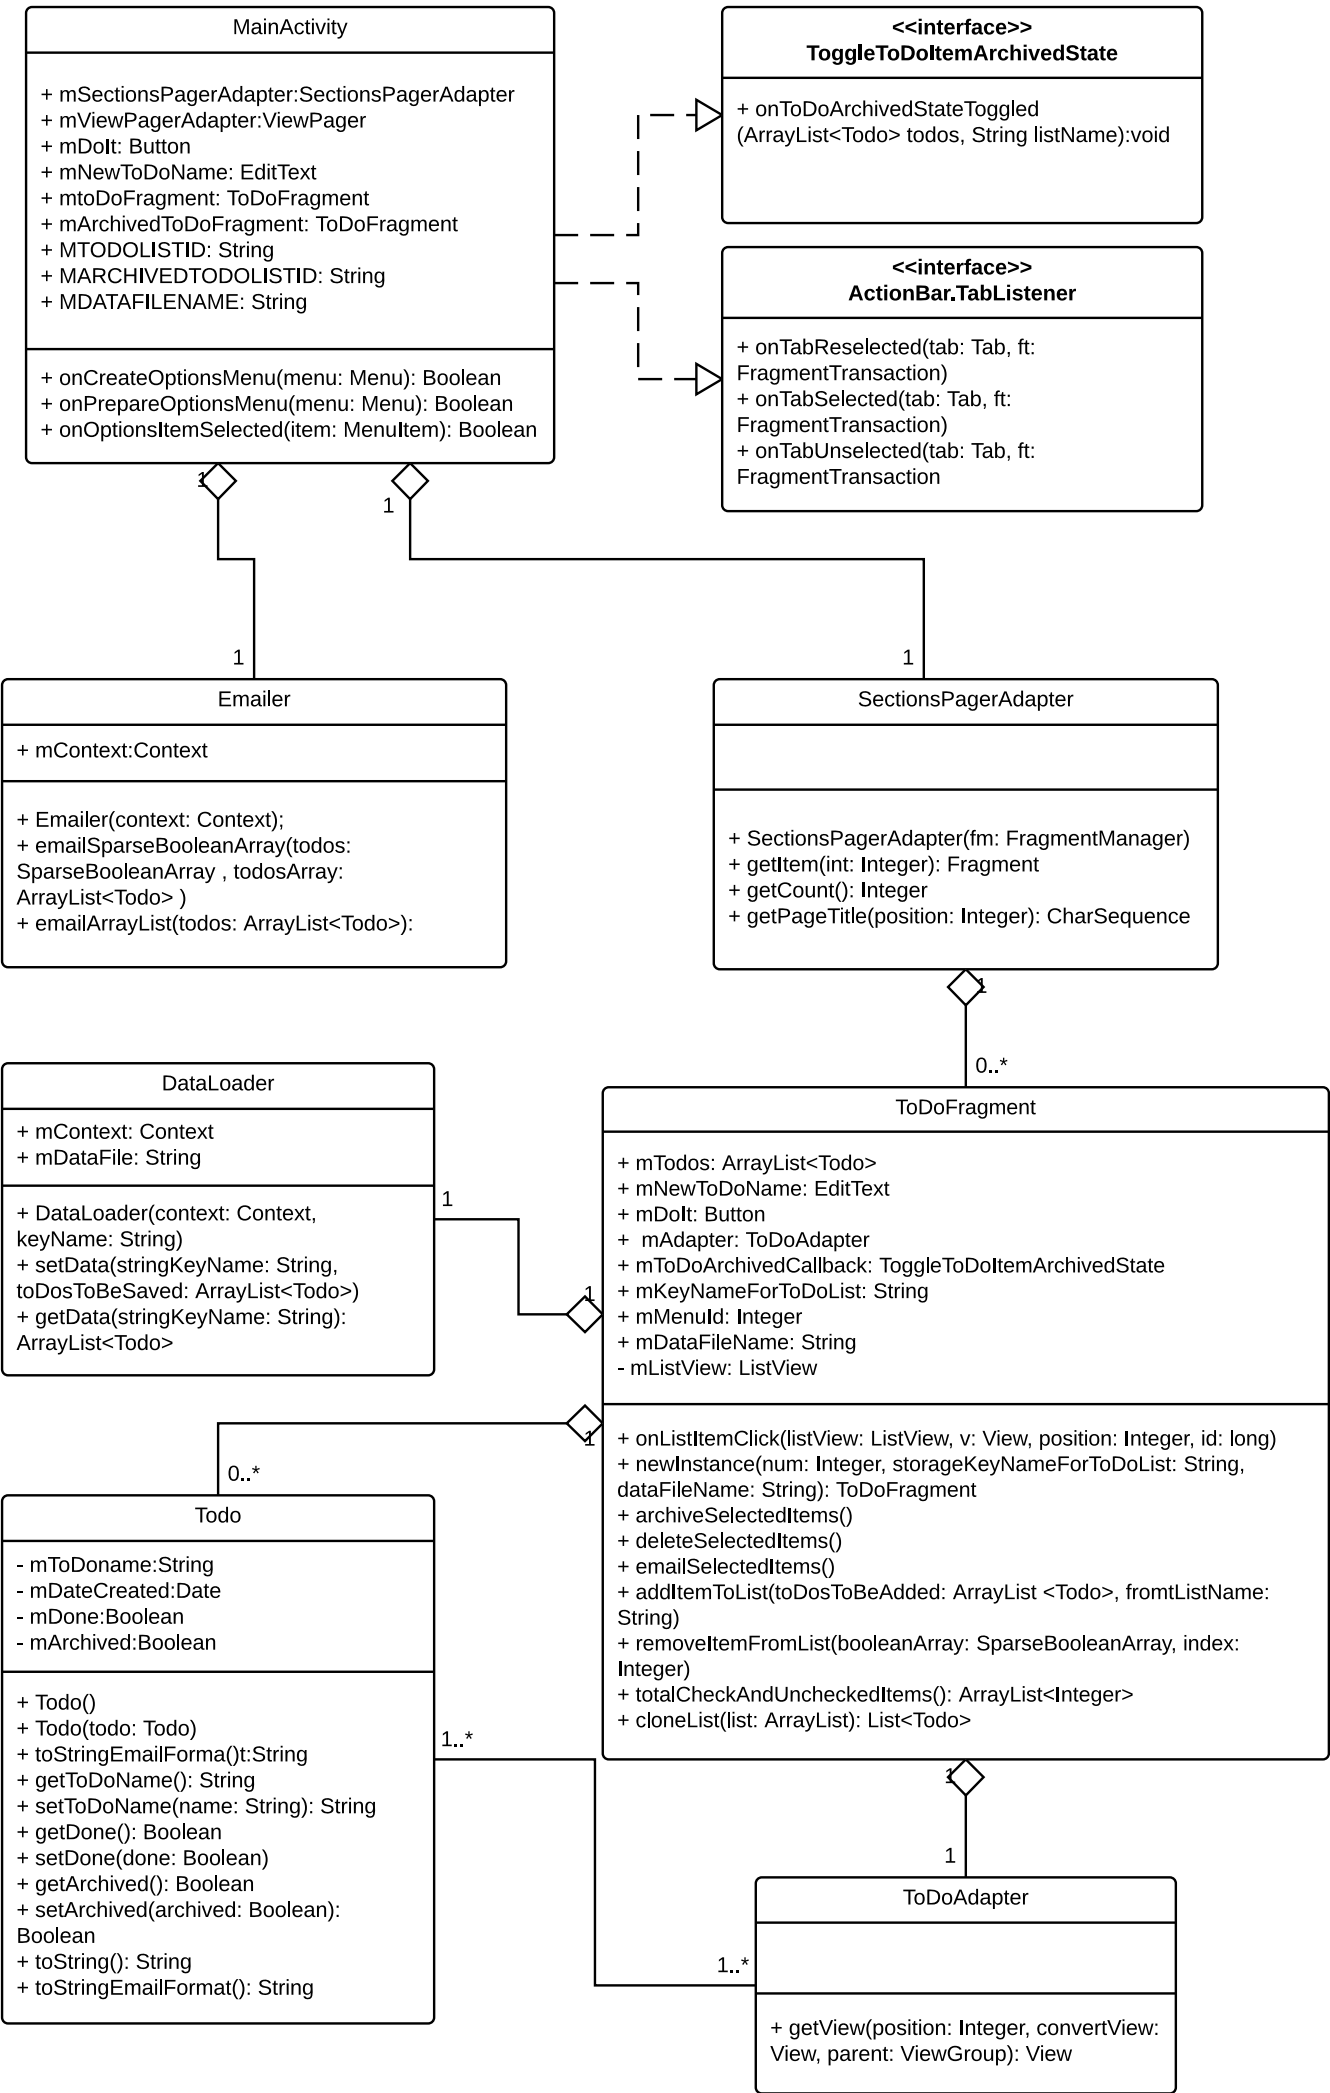 MainActivity
+ mSectionsPagerAdapter:SectionsPagerAdapter
+ mViewPagerAdapter:ViewPager
+ mDoIt: Button
+ mNewToDoName: EditText
+ mtoDoFragment: ToDoFragment
+ mArchivedToDoFragment: ToDoFragment
+ MTODOLISTID: String
+ MARCHIVEDTODOLISTID: String
+ MDATAFILENAME: String
+ onCreateOptionsMenu(menu: Menu): Boolean
+ onPrepareOptionsMenu(menu: Menu): Boolean
+ onOptionsItemSelected(item: MenuItem): Boolean
<<interface>>
ToggleToDoItemArchivedState
+ onToDoArchivedStateToggled
(ArrayList<Todo> todos, String listName):void
<<interface>>
ActionBar.TabListener
+ onTabReselected(tab: Tab, ft:
FragmentTransaction)
+ onTabSelected(tab: Tab, ft:
FragmentTransaction)
+ onTabUnselected(tab: Tab, ft:
FragmentTransaction
1
1
1
1
Emailer
+ mContext:Context
+ Emailer(context: Context);
+ emailSparseBooleanArray(todos:
SparseBooleanArray , todosArray:
ArrayList<Todo> )
+ emailArrayList(todos: ArrayList<Todo>):
SectionsPagerAdapter
+ SectionsPagerAdapter(fm: FragmentManager)
+ getItem(int: Integer): Fragment
+ getCount(): Integer
+ getPageTitle(position: Integer): CharSequence
1
0..*
DataLoader
+ mContext: Context
+ mDataFile: String
+ DataLoader(context: Context,
keyName: String)
+ setData(stringKeyName: String,
toDosToBeSaved: ArrayList<Todo>)
+ getData(stringKeyName: String):
ArrayList<Todo>
1
1
ToDoFragment
+ mTodos: ArrayList<Todo>
+ mNewToDoName: EditText
+ mDoIt: Button
+  mAdapter: ToDoAdapter
+ mToDoArchivedCallback: ToggleToDoItemArchivedState
+ mKeyNameForToDoList: String
+ mMenuId: Integer
+ mDataFileName: String
- mListView: ListView
+ onListItemClick(listView: ListView, v: View, position: Integer, id: long)
+ newInstance(num: Integer, storageKeyNameForToDoList: String,
dataFileName: String): ToDoFragment
+ archiveSelectedItems()
+ deleteSelectedItems()
+ emailSelectedItems()
+ addItemToList(toDosToBeAdded: ArrayList <Todo>, fromtListName:
String)
+ removeItemFromList(booleanArray: SparseBooleanArray, index:
Integer)
+ totalCheckAndUncheckedItems(): ArrayList<Integer>
+ cloneList(list: ArrayList): List<Todo>
1
0..*
Todo
- mToDoname:String
- mDateCreated:Date
- mDone:Boolean
- mArchived:Boolean
+ Todo()
+ Todo(todo: Todo)
+ toStringEmailForma()t:String
+ getToDoName(): String
+ setToDoName(name: String): String
+ getDone(): Boolean
+ setDone(done: Boolean)
+ getArchived(): Boolean
+ setArchived(archived: Boolean):
Boolean
+ toString(): String
+ toStringEmailFormat(): String
1..*
1..*
1
1
ToDoAdapter
+ getView(position: Integer, convertView:
View, parent: ViewGroup): View